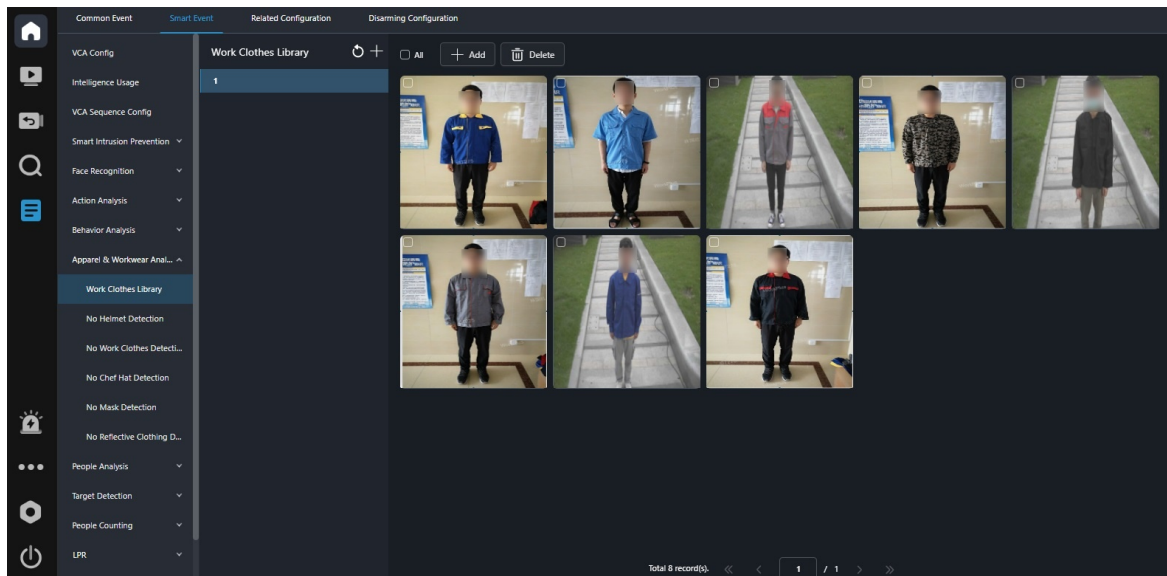 Common Event
Smart Event
Related Configuration
Disarming Configuration
VCA Config
Intelligence Usage
VCA Sequence Config
Smart Intrusion Prevention
Face Recognition
Action Analysis
Behavior Analysis
Apparel & Workwear Anal...
Work Clothes Library
No Helmet Detection
No Work Clothes Detecti...
No Chef Hat Detection
No Mask Detection
No Reflective Clothing D...
People Analysis
Target Detection
People Counting
LPR
Work Clothes Library
1
All
Add
Delete
Total 8 record(s).
1 / 1